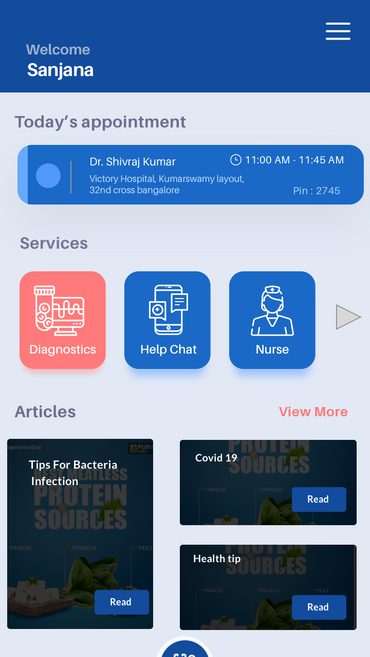 Welcome
Sanjana
Today's appointment
Dr. Shivraj Kumar
11:00 AM - 11:45 AM
Victory Hospital, Kumarswamy layout,
32nd cross bangalore
Pin : 2745
Services
Diagnostics
Help Chat
Nurse
Articles
View More
Tips For Bacteria
Infection
PROTEIN
SOURCES
SPINACH
Read
Covid 19
PROTEIN
SOURCES
Read
Health tip
PROTEIN
SOURCES
Read